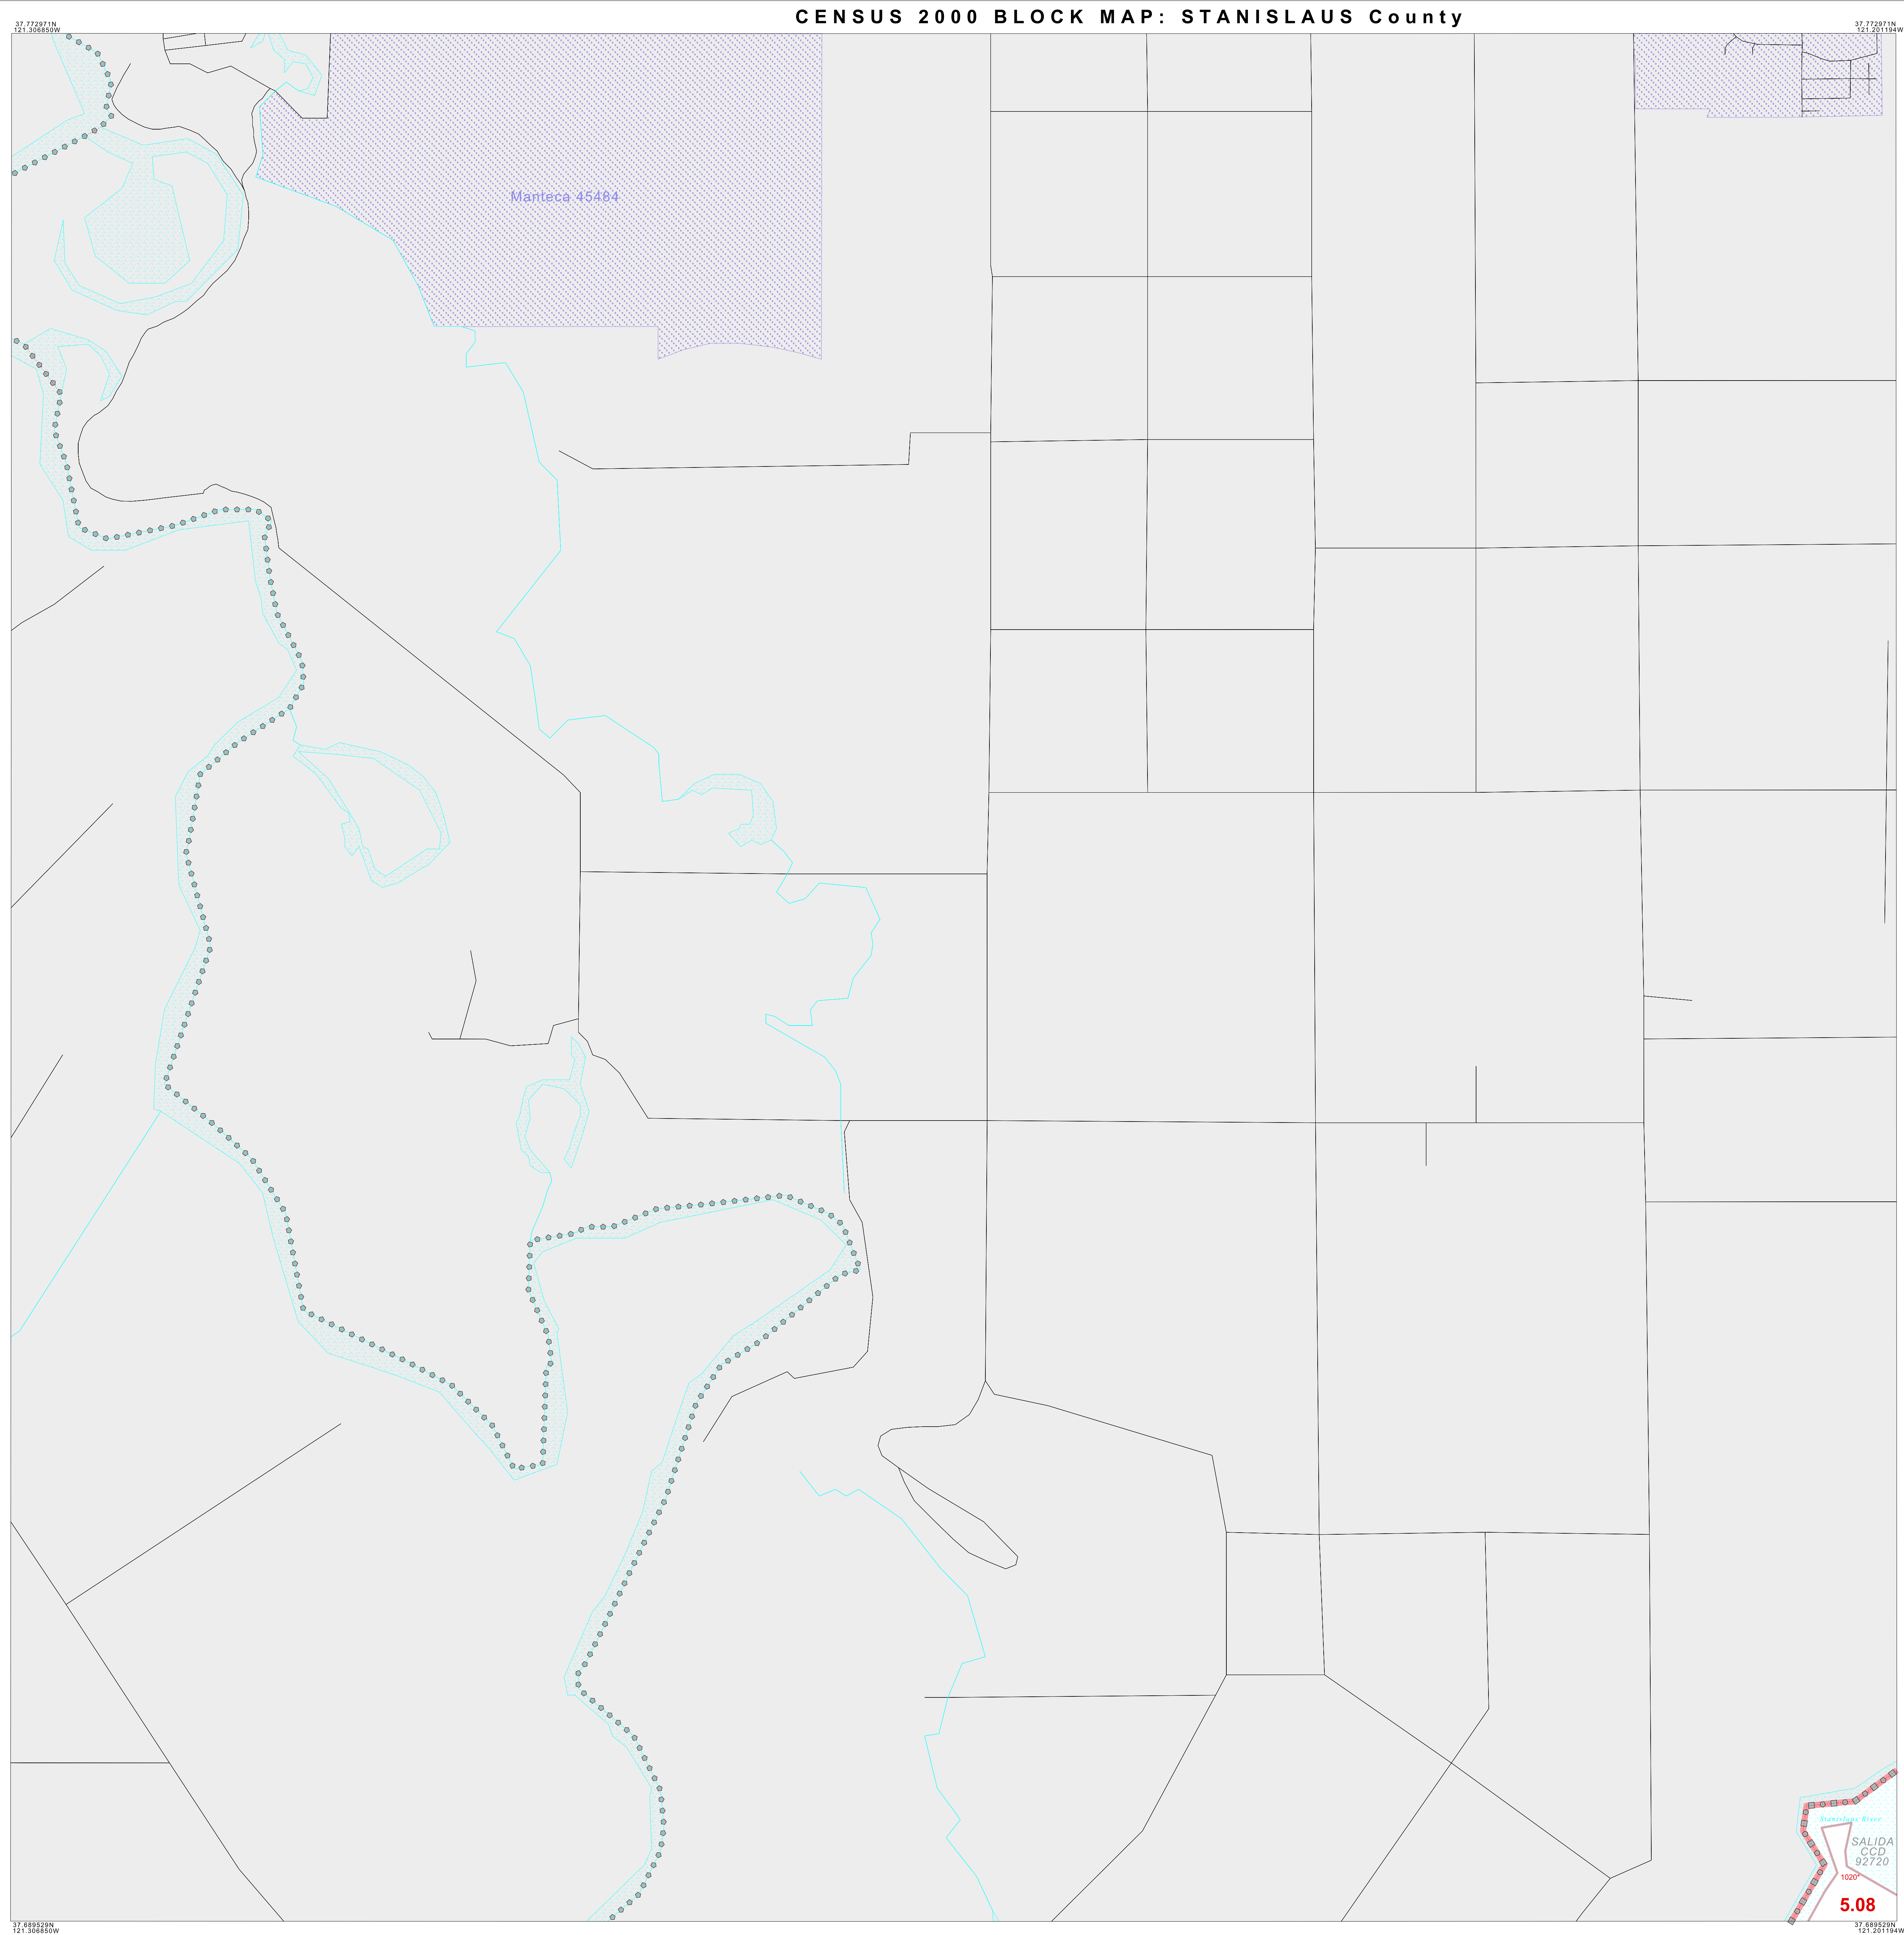 CENSUS 2000 BLOCK MAP: STANISLAUS County
37.772971N
121.306850W
37.772971N
121.201194W
Manteca 45484
Stanislaus River
SALIDA
CCD
92720
1020*
5.08
37.689529N
121.306850W
37.689529N
121.201194W